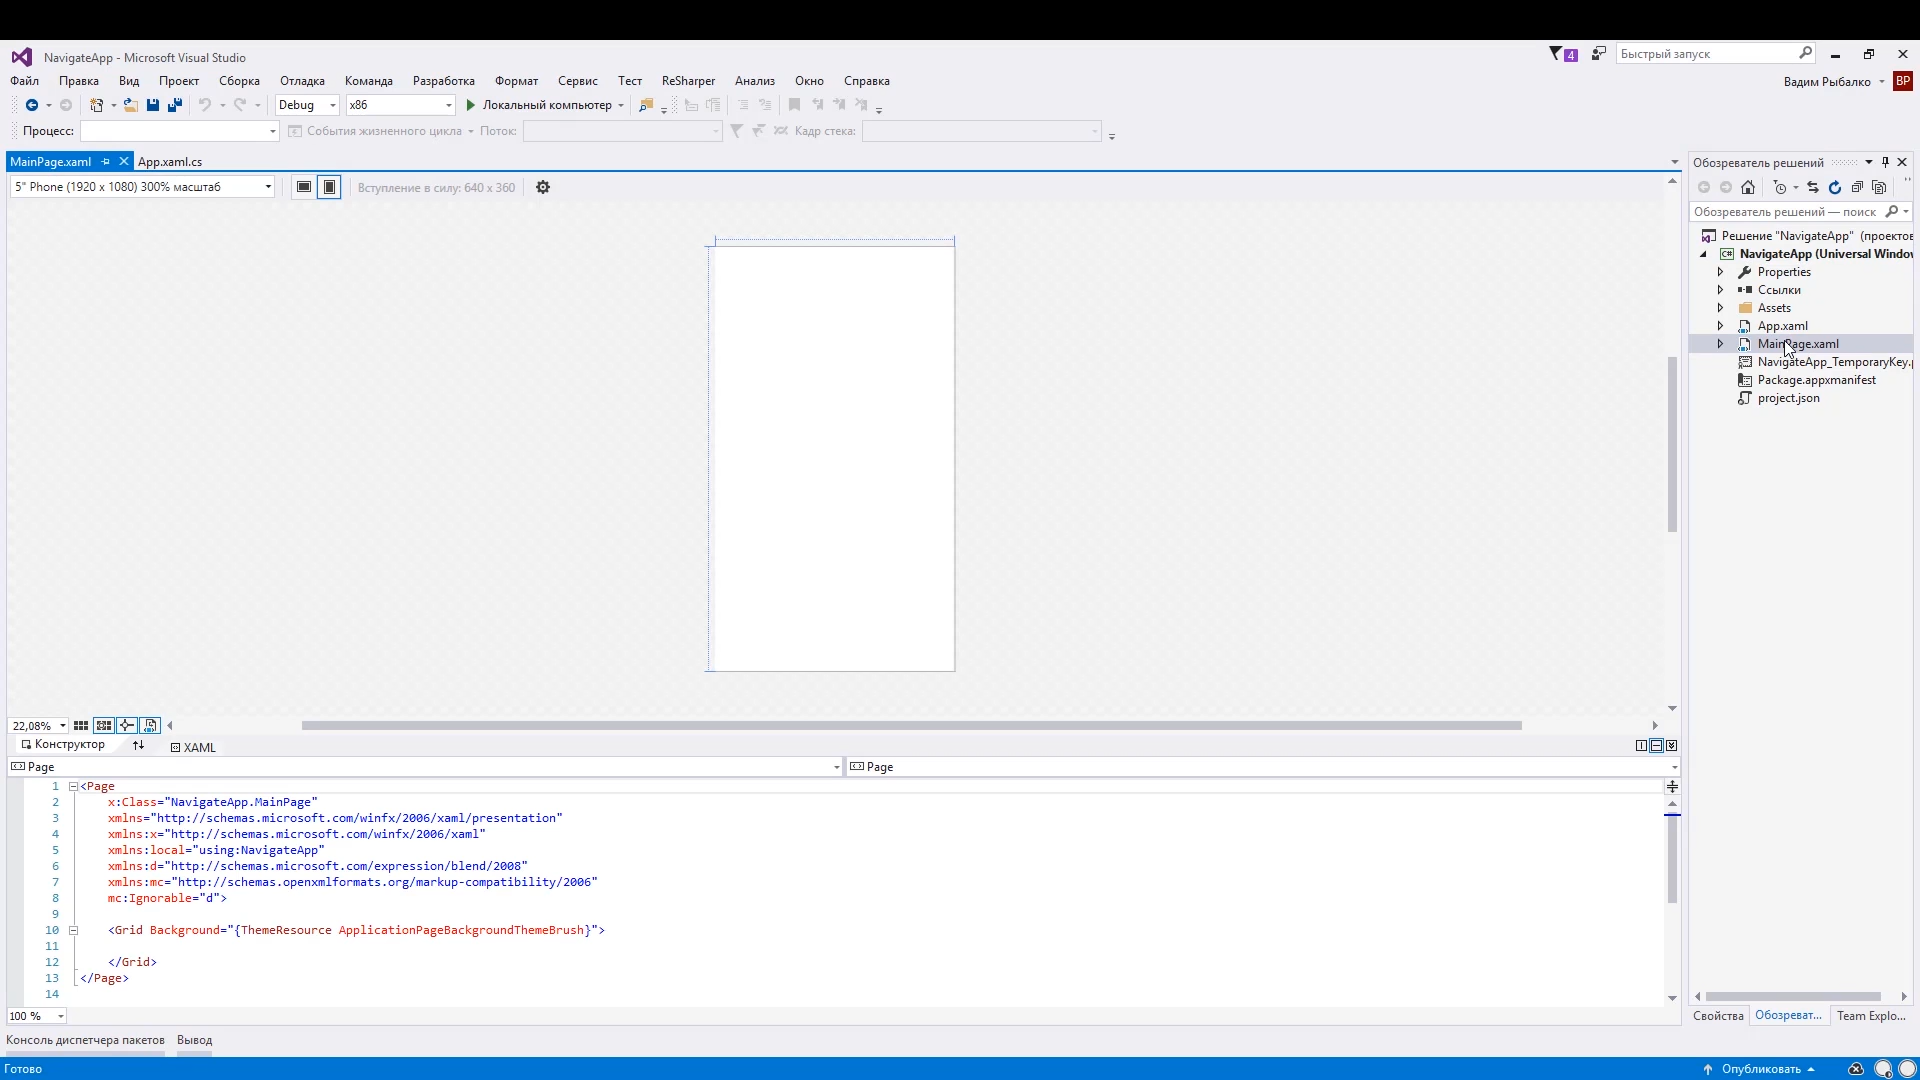 NavigateApp - Microsoft Visual Studio
4
Быстрый запуск
Файл Правка Вид Проект Сборка Отладка Команда Разработка Формат Сервис Тест ReSharper Анализ Окно Справка
Вадим Рыбалко
BP
Debug x86 Локальный компьютер
Процесс: События жизненного цикла Поток: Кадр стека:
MainPage.xaml App.xaml.cs
5" Phone (1920 x 1080) 300% масштаб
Вступление в силу: 640 x 360
Обозреватель решений
Обозреватель решений — поиск
Решение "NavigateApp" (проектов
C# NavigateApp (Universal Window
Properties
Ссылки
Assets
App.xaml
MainPage.xaml
NavigateApp_TemporaryKey.p
Package.appxmanifest
project.json
22,08%
Конструктор XAML
Page Page
1 <Page
2 x:Class="NavigateApp.MainPage"
3 xmlns="http://schemas.microsoft.com/winfx/2006/xaml/presentation"
4 xmlns:x="http://schemas.microsoft.com/winfx/2006/xaml"
5 xmlns:local="using:NavigateApp"
6 xmlns:d="http://schemas.microsoft.com/expression/blend/2008"
7 xmlns:mc="http://schemas.openxmlformats.org/markup-compatibility/2006"
8 mc:Ignorable="d">
9
10 <Grid Background="{ThemeResource ApplicationPageBackgroundThemeBrush}">
11
12 </Grid>
13 </Page>
14
100 %
Свойства Обозреват... Team Explo...
Консоль диспетчера пакетов Вывод
Готово
Опубликовать